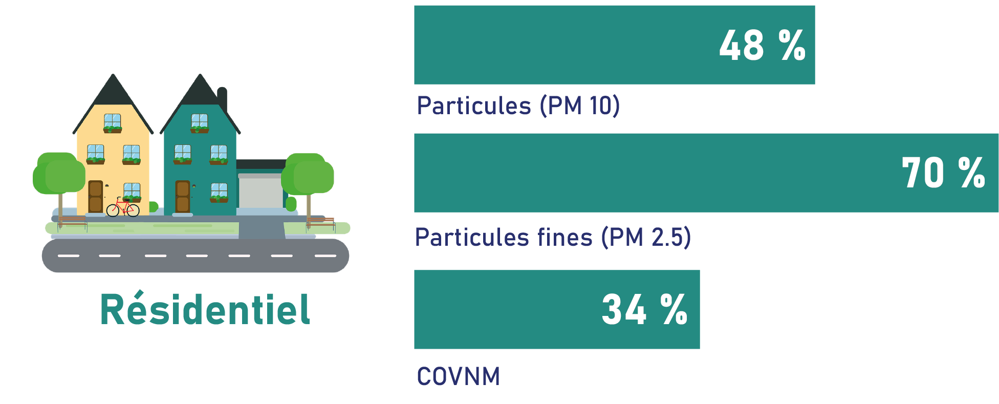 48 %
Particules (PM 10)
70 %
Particules fines (PM 2.5)
34 %
COVNM
Résidentiel